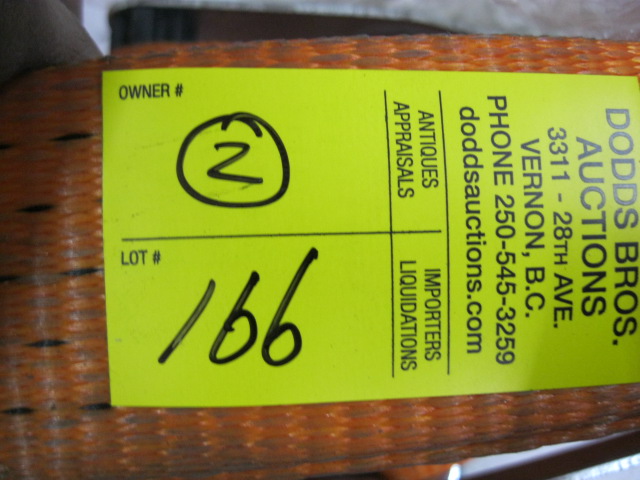 DODDS BROS.
AUCTIONS
3311 - 28TH AVE.
VERNON, B.C.
PHONE 250-545-3259
doddsauctions.com
ANTIQUES
APPRAISALS
IMPORTERS
LIQUIDATIONS
OWNER #
2
LOT #
166